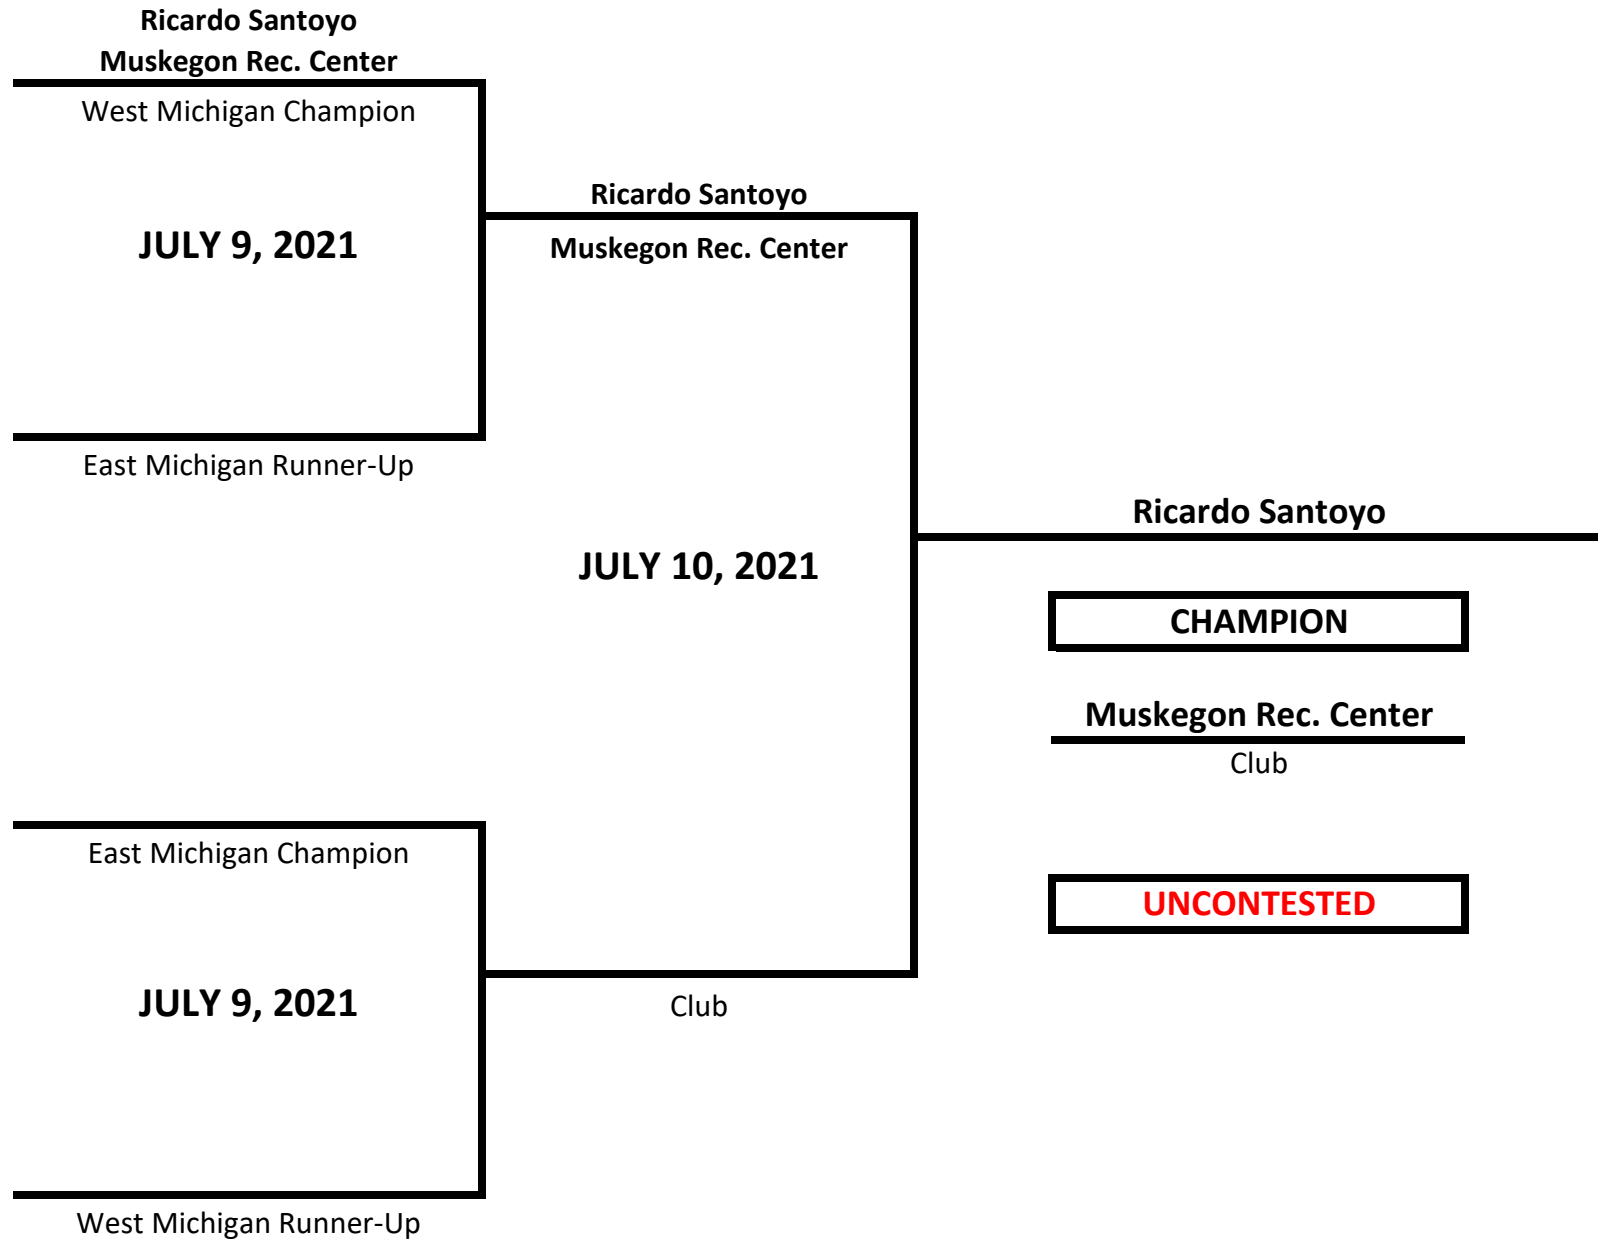 Ricardo Santoyo
Muskegon Rec. Center
West Michigan Champion
JULY 9, 2021
East Michigan Runner-Up
Ricardo Santoyo
Muskegon Rec. Center
JULY 10, 2021
East Michigan Champion
JULY 9, 2021
West Michigan Runner-Up
Club
Ricardo Santoyo
CHAMPION
Muskegon Rec. Center
Club
UNCONTESTED